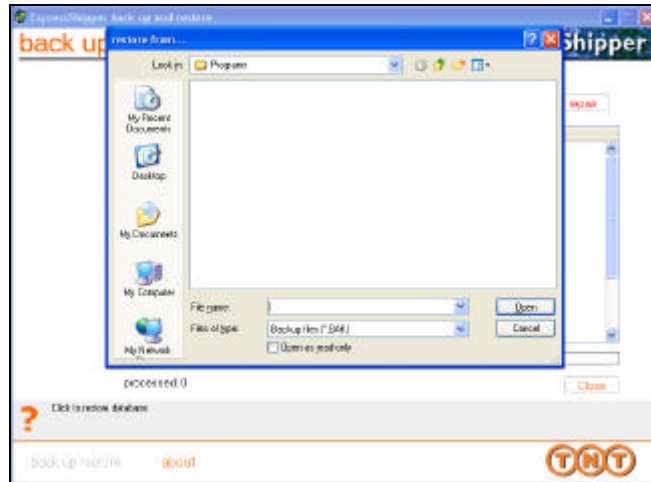 ExpressShipper back up and restore
back up
Shipper
restore from...
Look in:
Programs
My Recent
Documents
Desktop
My Documents
My Computer
My Network
File name:
Files of type:
Backup files (*.BAK)
Open as read-only
Open
Cancel
repair
processed: 0
Close
?
Click to restore database
back up restore
about
TNT